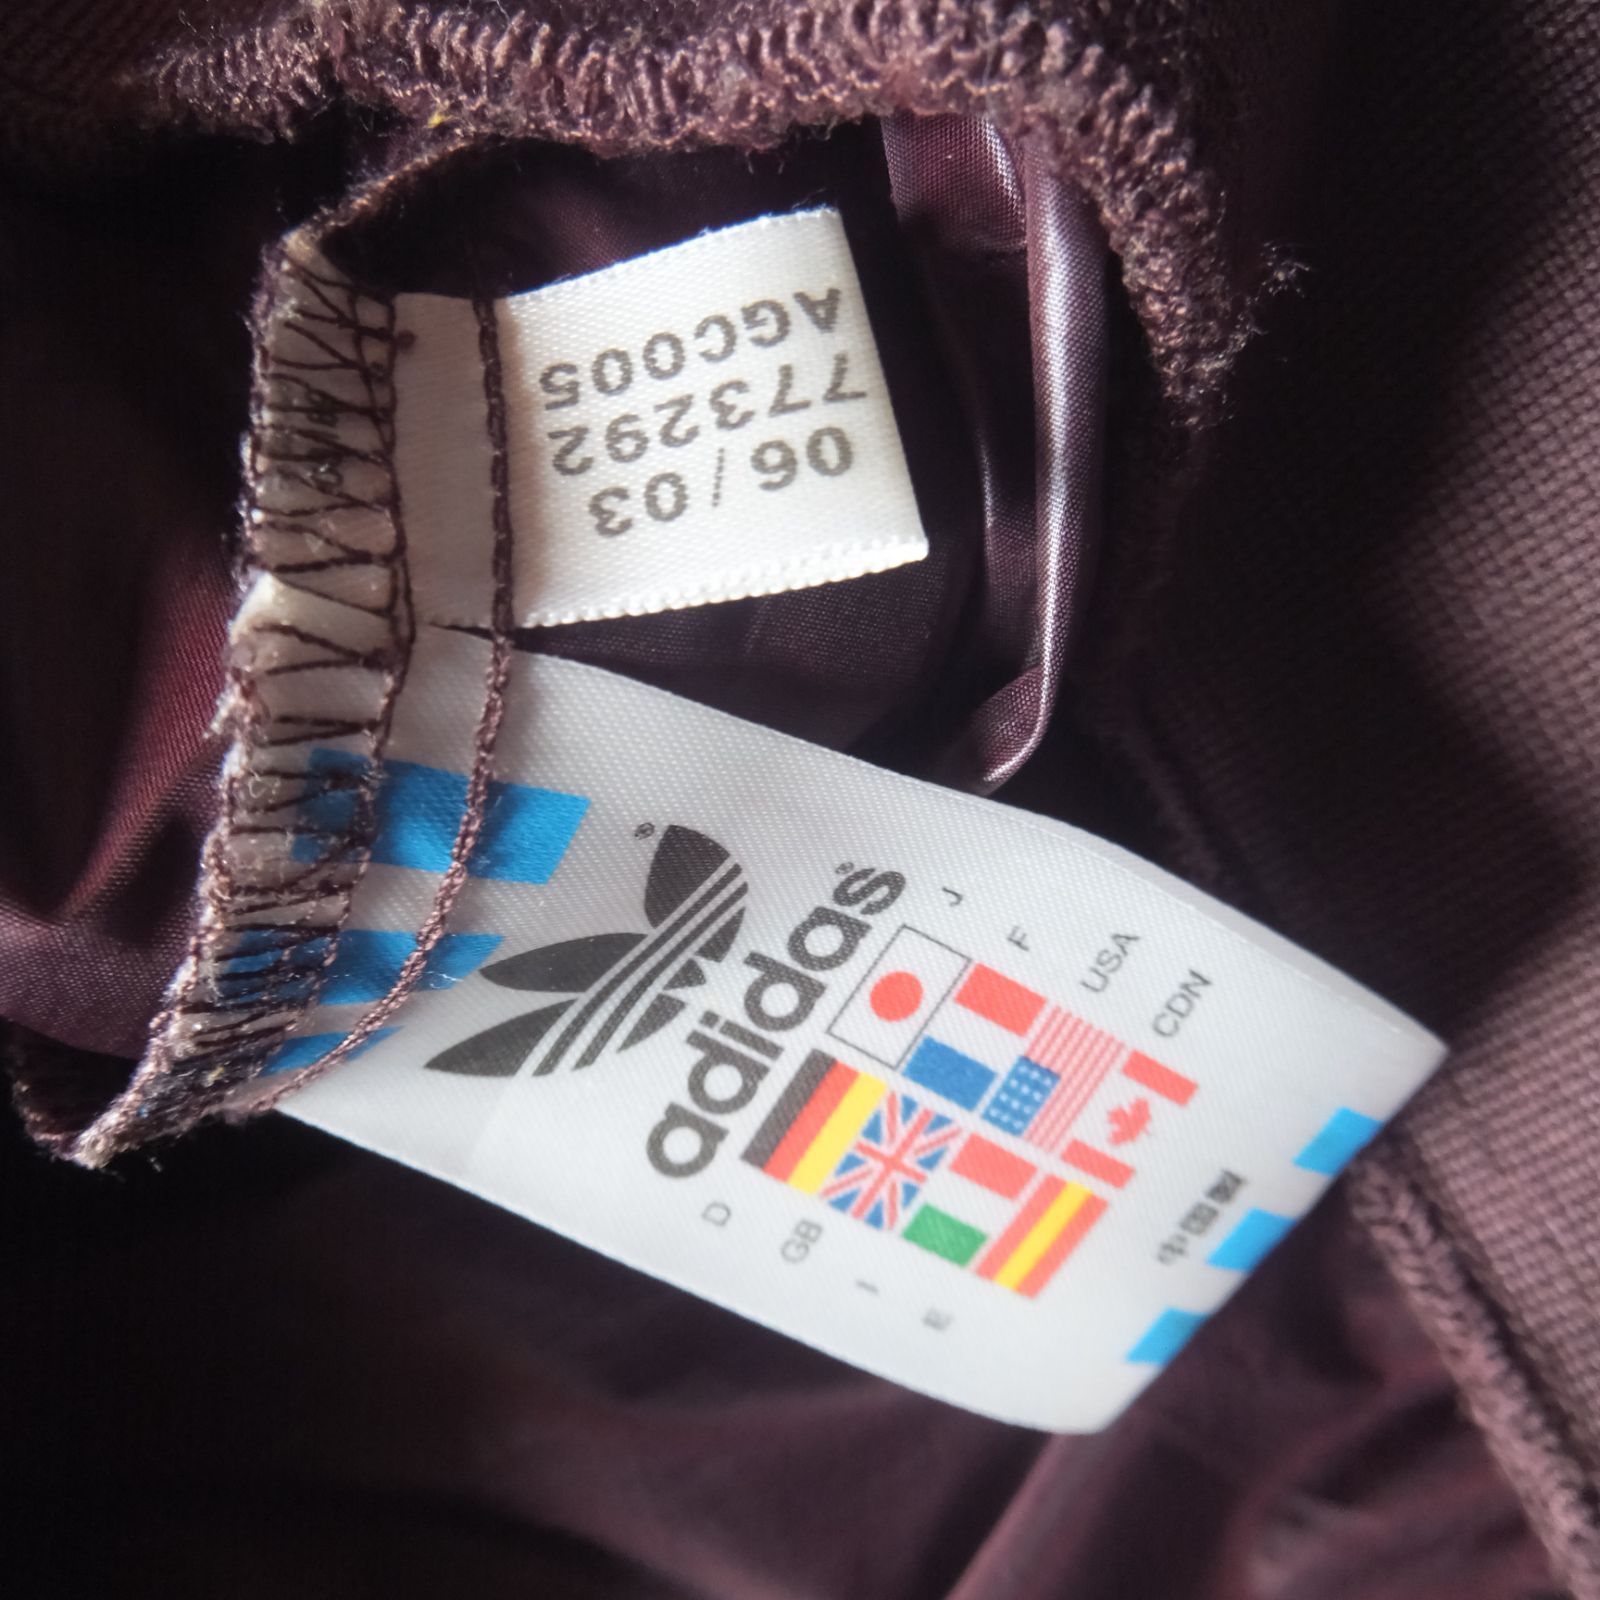 06/03
773292
AGC005
®
adidas®
D J
GB F
I USA
E CDN